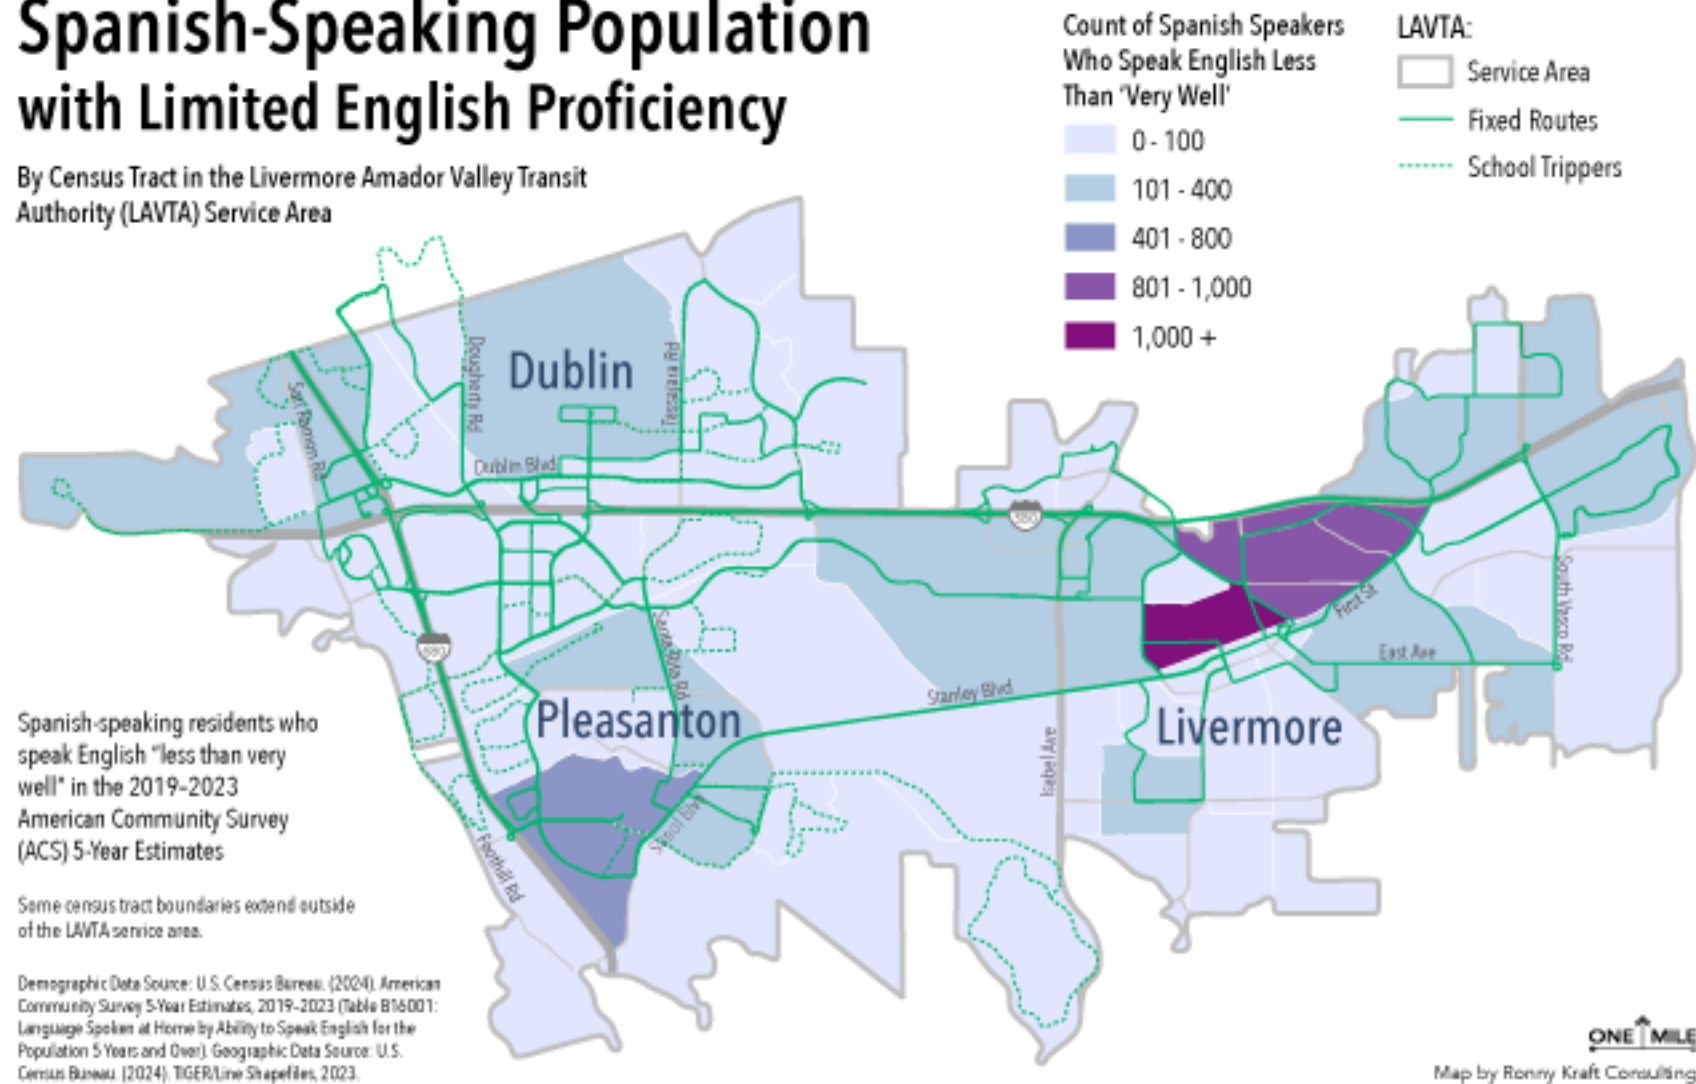 Spanish-Speaking Population
with Limited English Proficiency
By Census Tract in the Livermore Amador Valley Transit
Authority (LAVTA) Service Area
Count of Spanish Speakers
Who Speak English Less
Than ‘Very Well’
0 - 100
101 - 400
401 - 800
801 - 1,000
1,000 +
LAVTA:
Service Area
Fixed Routes
School Trippers
Dougherty Rd
Dublin
Tassajara Rd
San Ramon Rd
Dublin Blvd
580
680
Santa Rita Rd
First St
South Vasco Rd
East Ave
Stanley Blvd
Pleasanton
Livermore
Isabel Ave
Sunol Blvd
Foothill Rd
Spanish-speaking residents who
speak English "less than very
well" in the 2019–2023
American Community Survey
(ACS) 5-Year Estimates
Some census tract boundaries extend outside
of the LAVTA service area.
Demographic Data Source: U.S. Census Bureau. (2024). American
Community Survey 5-Year Estimates, 2019–2023 (Table B16001:
Language Spoken at Home by Ability to Speak English for the
Population 5 Years and Over). Geographic Data Source: U.S.
Census Bureau. (2024). TIGER/Line Shapefiles, 2023.
ONE MILE
Map by Ronny Kraft Consulting